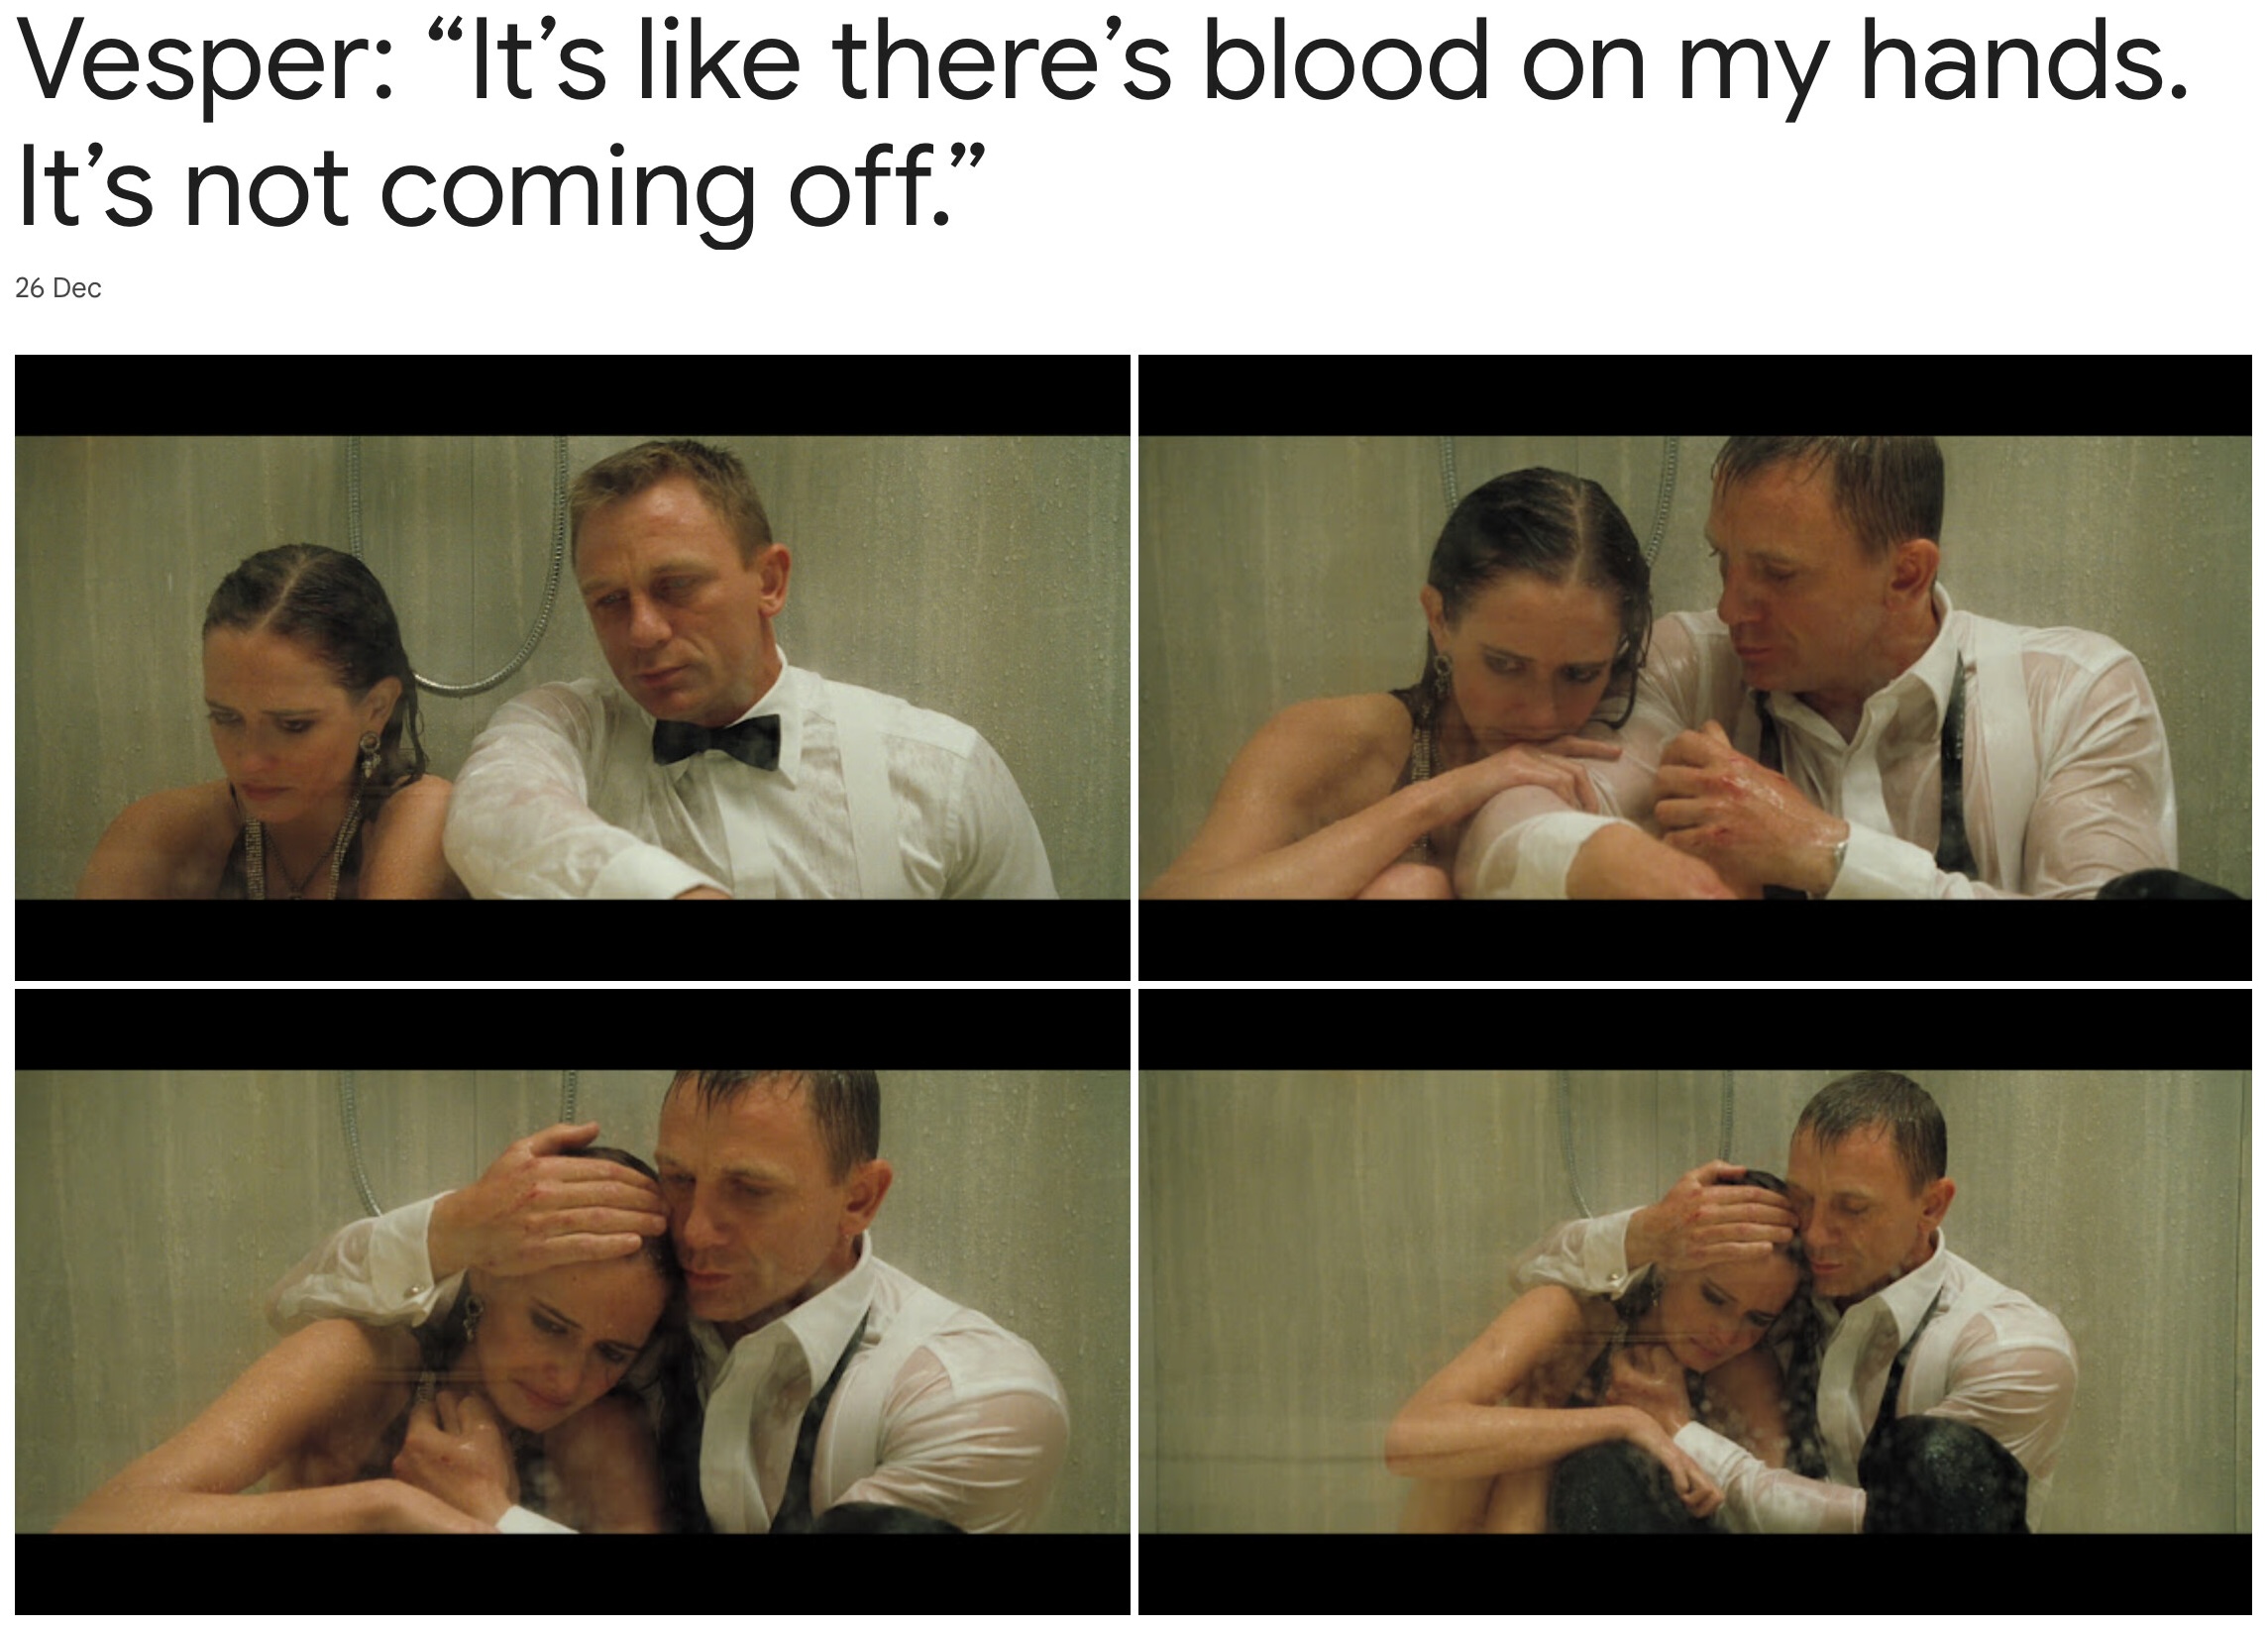 Vesper: “It’s like there’s blood on my hands.
It’s not coming off.”
26 Dec